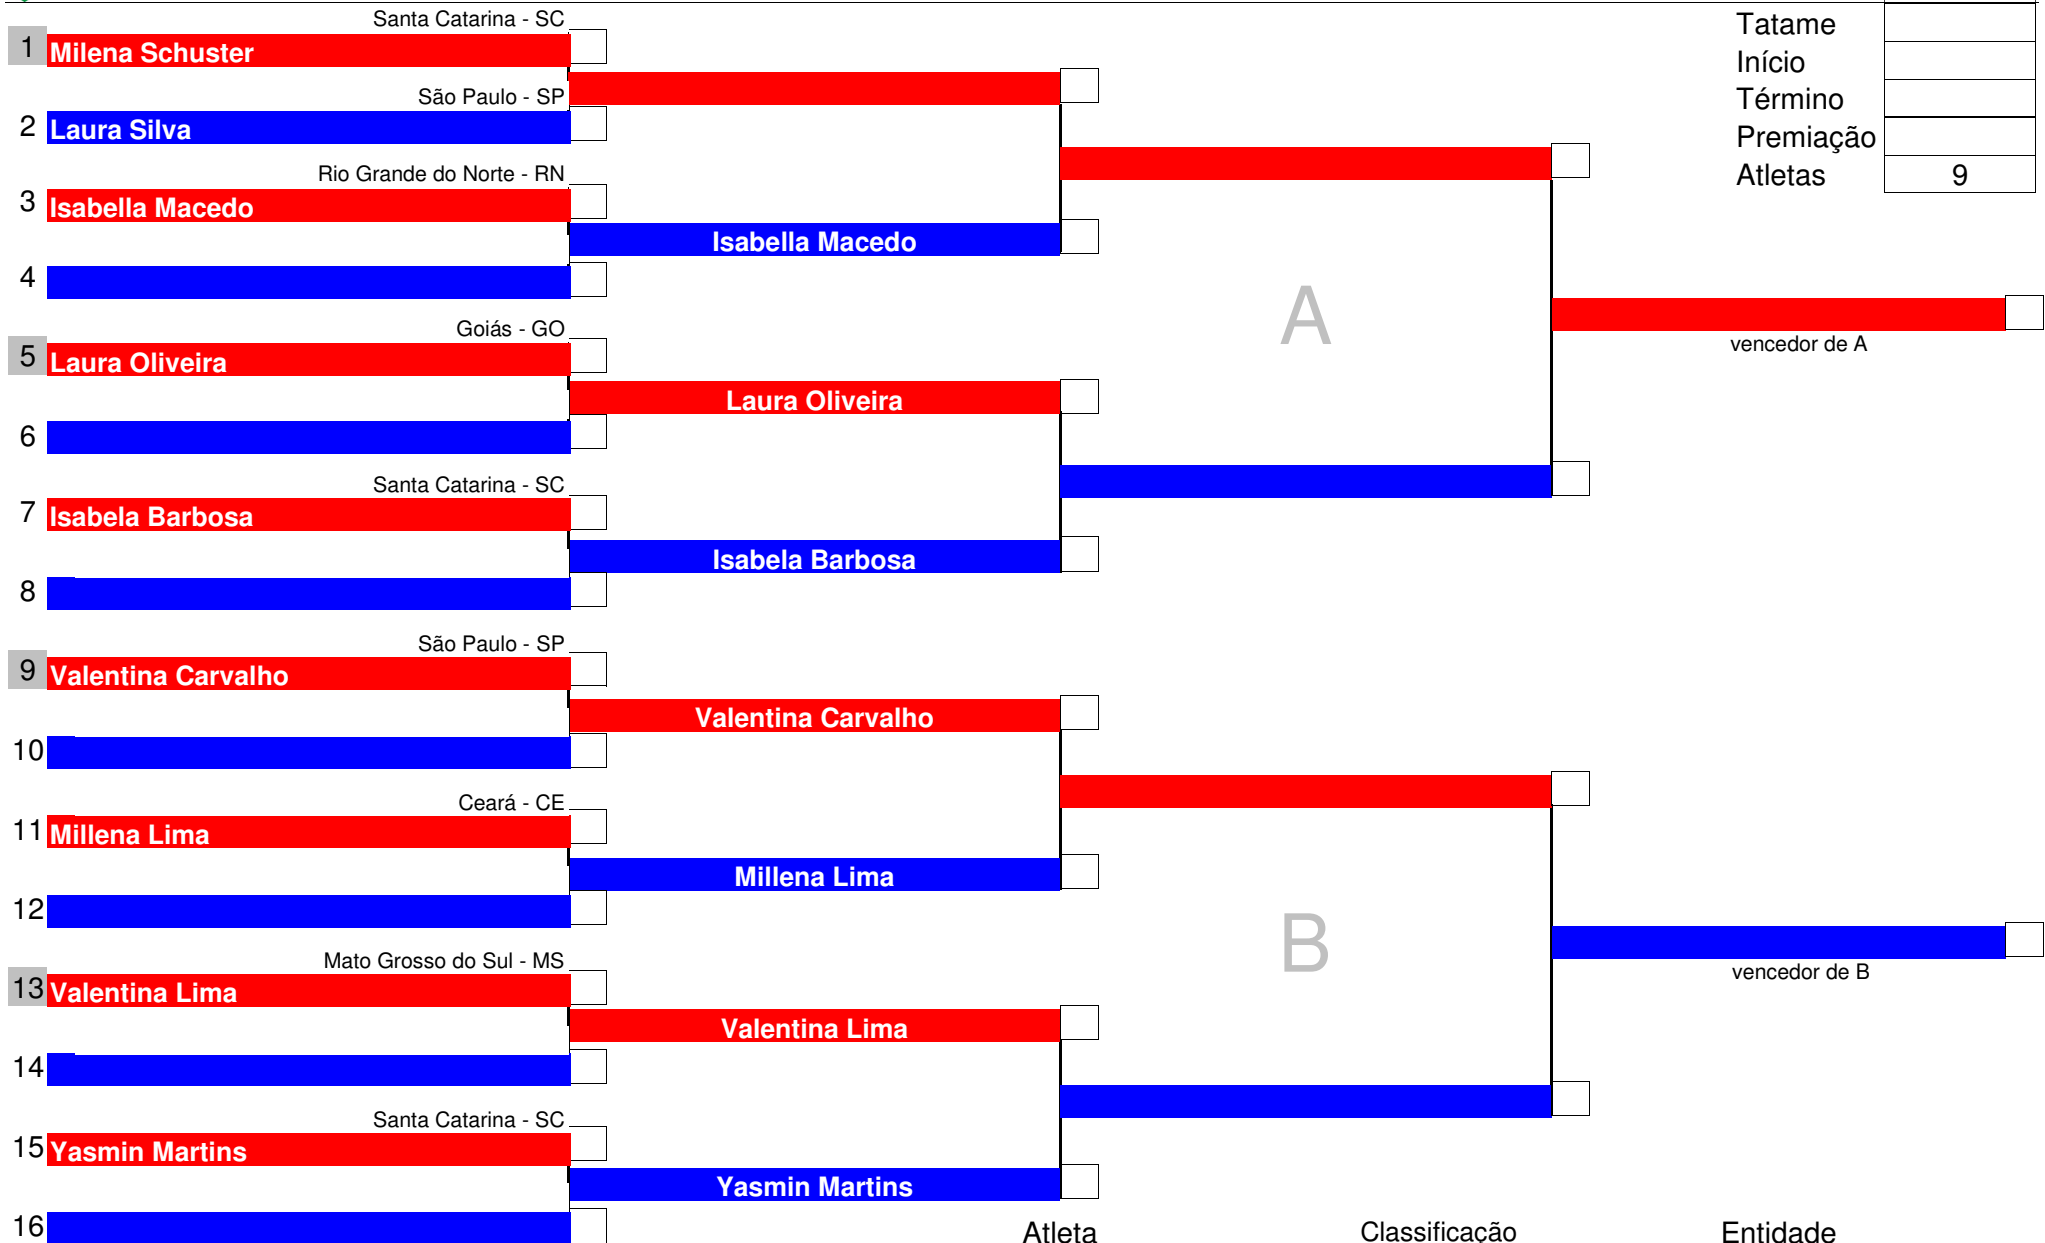 Santa Catarina - SC
1 Milena Schuster
São Paulo - SP
2 Laura Silva
Rio Grande do Norte - RN
3 Isabella Macedo
Isabella Macedo
4
Goiás - GO
5 Laura Oliveira
Laura Oliveira
6
Santa Catarina - SC
7 Isabela Barbosa
Isabela Barbosa
8
São Paulo - SP
9 Valentina Carvalho
Valentina Carvalho
10
Ceará - CE
11 Millena Lima
Millena Lima
12
Mato Grosso do Sul - MS
13 Valentina Lima
Valentina Lima
14
Santa Catarina - SC
15 Yasmin Martins
Yasmin Martins
16
A
B
vencedor de A
vencedor de B
Tatame
Início
Término
Premiação
Atletas 9
Atleta Classificação Entidade